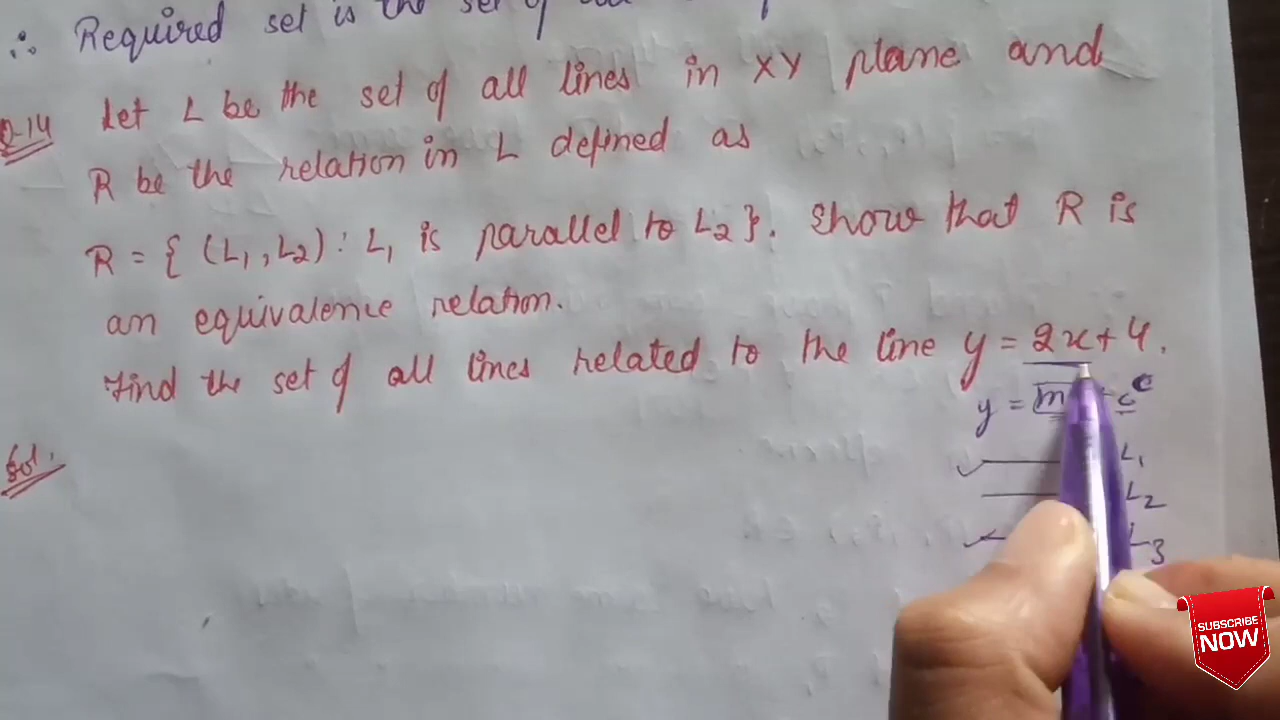 ∴ Required set is the set of
Q-14 Let L be the set of all lines in XY plane and
R be the relation in L defined as
R = { (L₁, L₂) : L₁ is parallel to L₂ }. Show that R is
an equivalence relation.
Find the set of all lines related to the line y = 2x + 4.
y = m c c
Sol.
L₁
L₂
L₃
SUBSCRIBE
NOW